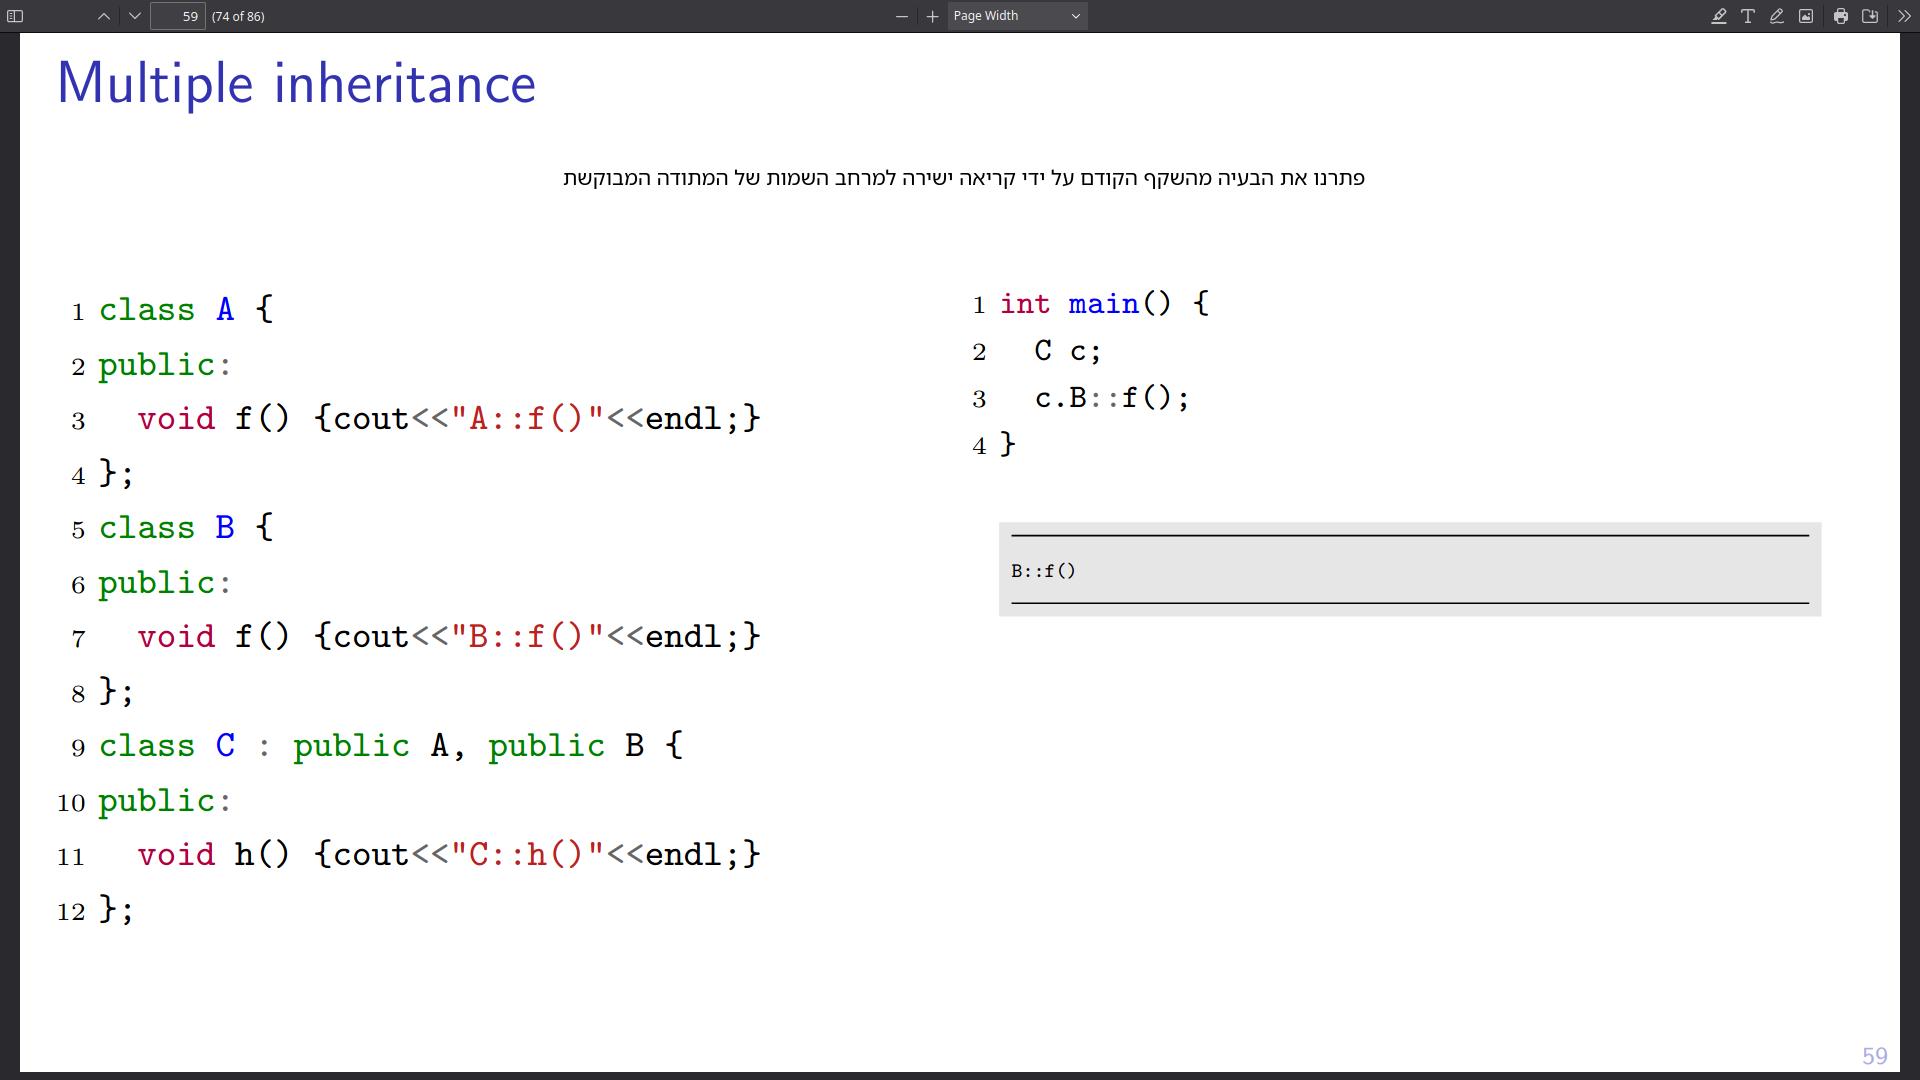 59 (74 of 86) Page Width
Multiple inheritance
פתרנו את הבעיה מהשקף הקודם על ידי קריאה ישירה למרחב השמות של המתודה המבוקשת
1 class A {
2 public:
3   void f() {cout<<"A::f()"<<endl;}
4 };
5 class B {
6 public:
7   void f() {cout<<"B::f()"<<endl;}
8 };
9 class C : public A, public B {
10 public:
11   void h() {cout<<"C::h()"<<endl;}
12 };
1 int main() {
2   C c;
3   c.B::f();
4 }
B::f()
59